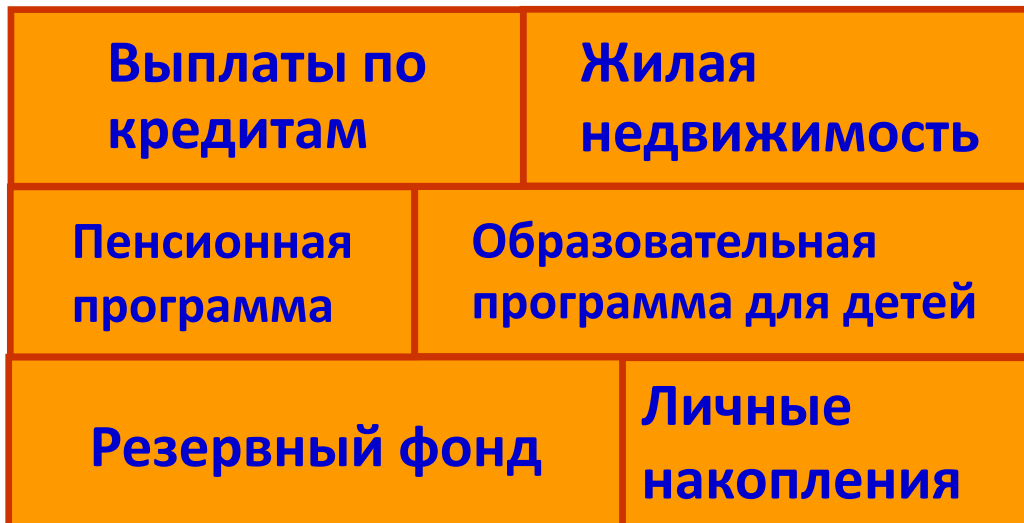 Выплаты по
кредитам
Жилая
недвижимость
Пенсионная
программа
Образовательная
программа для детей
Резервный фонд
Личные
накопления